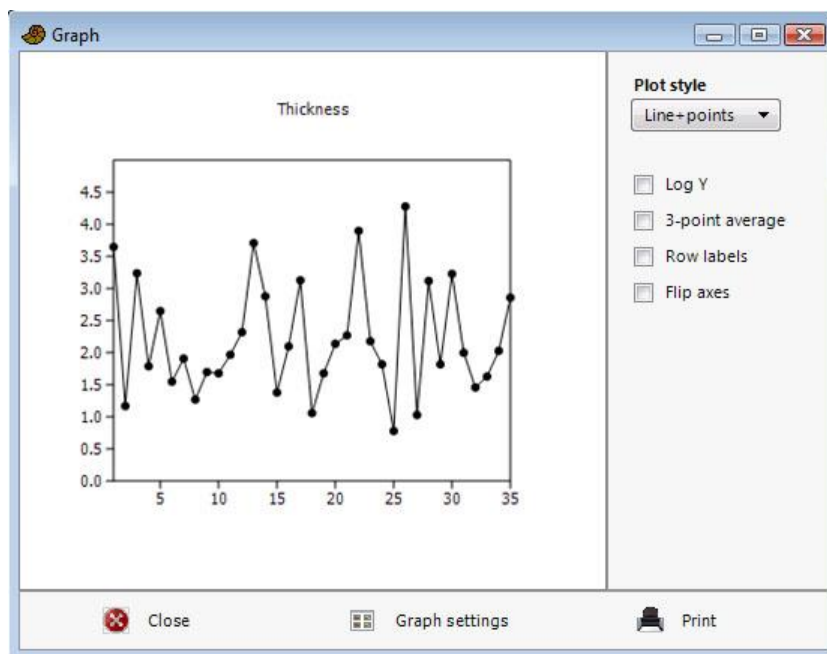 Graph
Thickness
4.5
4.0
3.5
3.0
2.5
2.0
1.5
1.0
0.5
0.0
5 10 15 20 25 30 35
Plot style
Line+points
Log Y
3-point average
Row labels
Flip axes
Close Graph settings Print